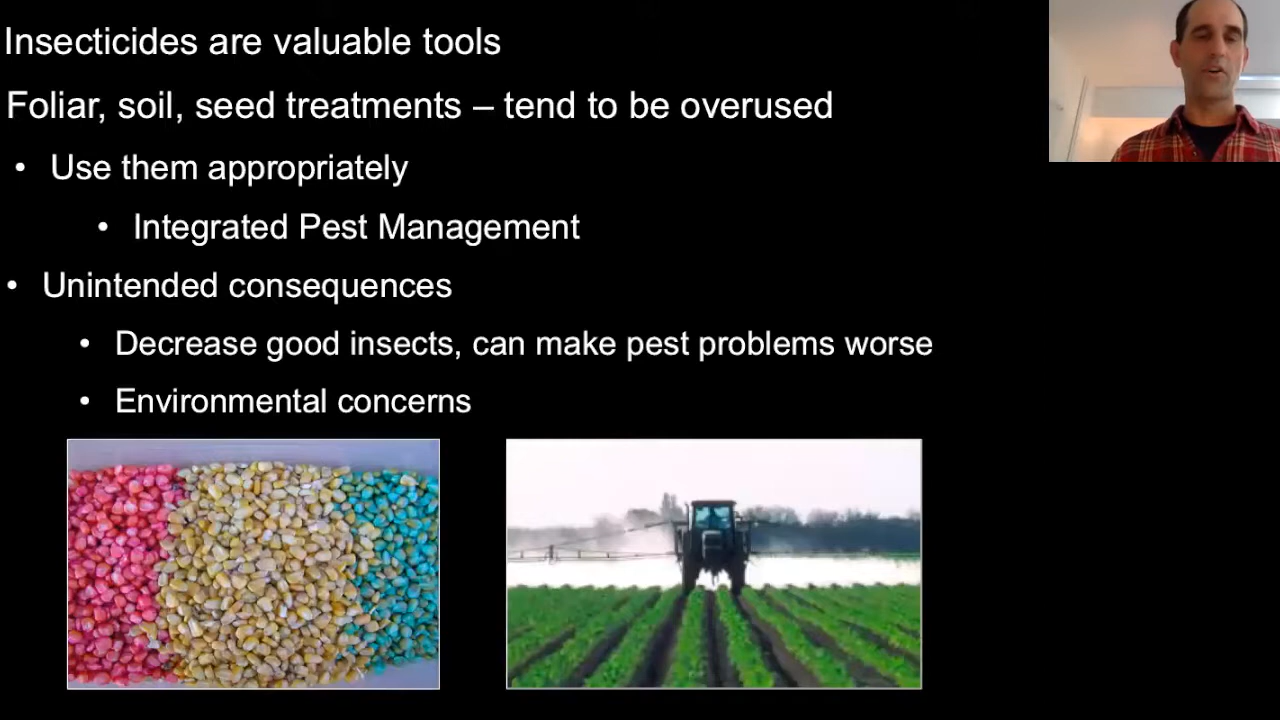 Insecticides are valuable tools
Foliar, soil, seed treatments – tend to be overused
• Use them appropriately
• Integrated Pest Management
• Unintended consequences
• Decrease good insects, can make pest problems worse
• Environmental concerns